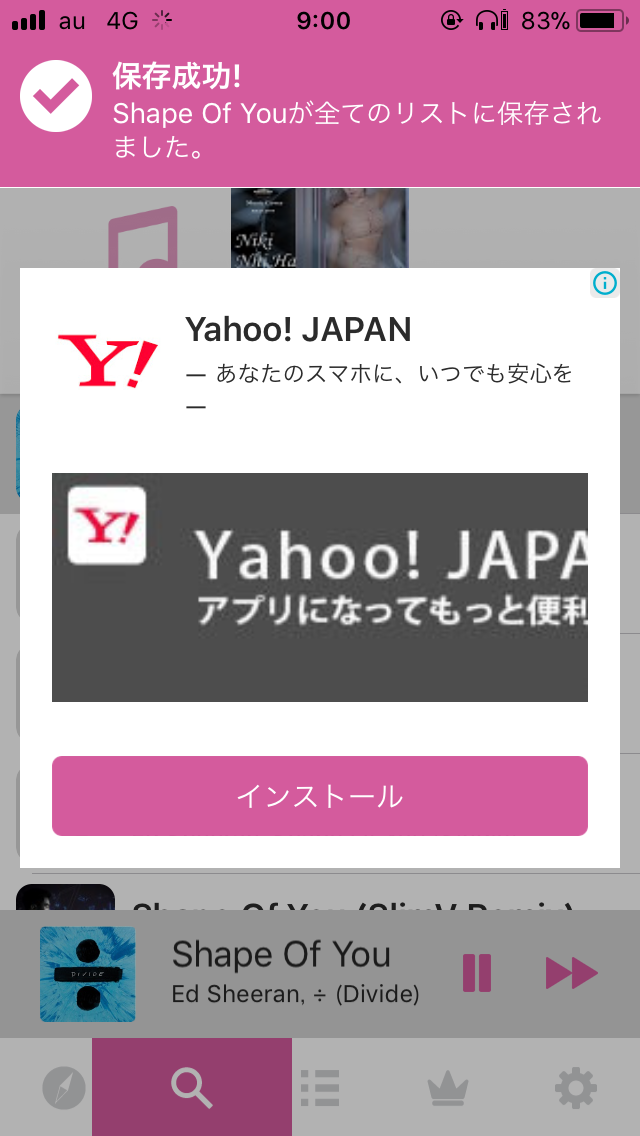 au 4G 9:00 83%
保存成功!
Shape Of Youが全てのリストに保存され
ました。
Niki
Nhi Ha
Yahoo! JAPAN
— あなたのスマホに、いつでも安心を
—
Y!
Y!
Yahoo! JAPA
アプリになってもっと便利
インストール
Shape Of You (SlimV Remix)
Shape Of You
Ed Sheeran, ÷ (Divide)
DIVIDE